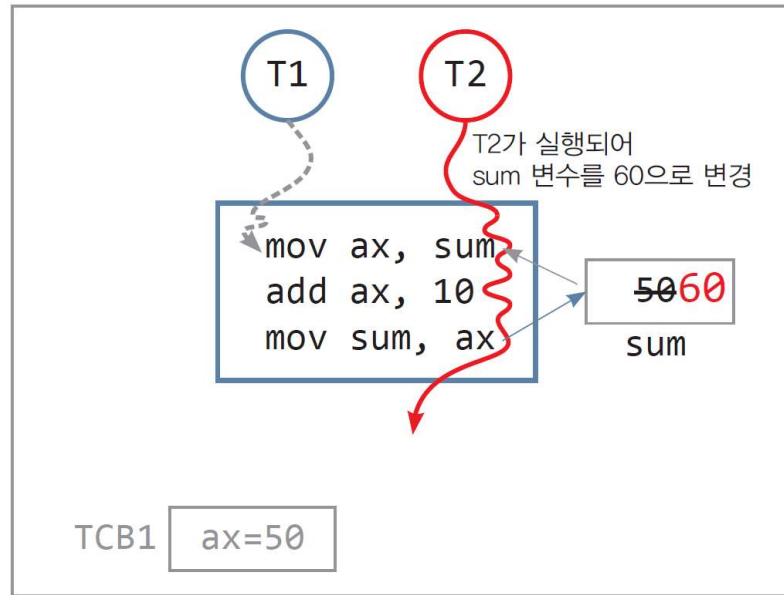 T1
T2
T2가 실행되어
sum 변수를 60으로 변경
mov ax, sum
add ax, 10
mov sum, ax
5060
sum
TCB1 ax=50